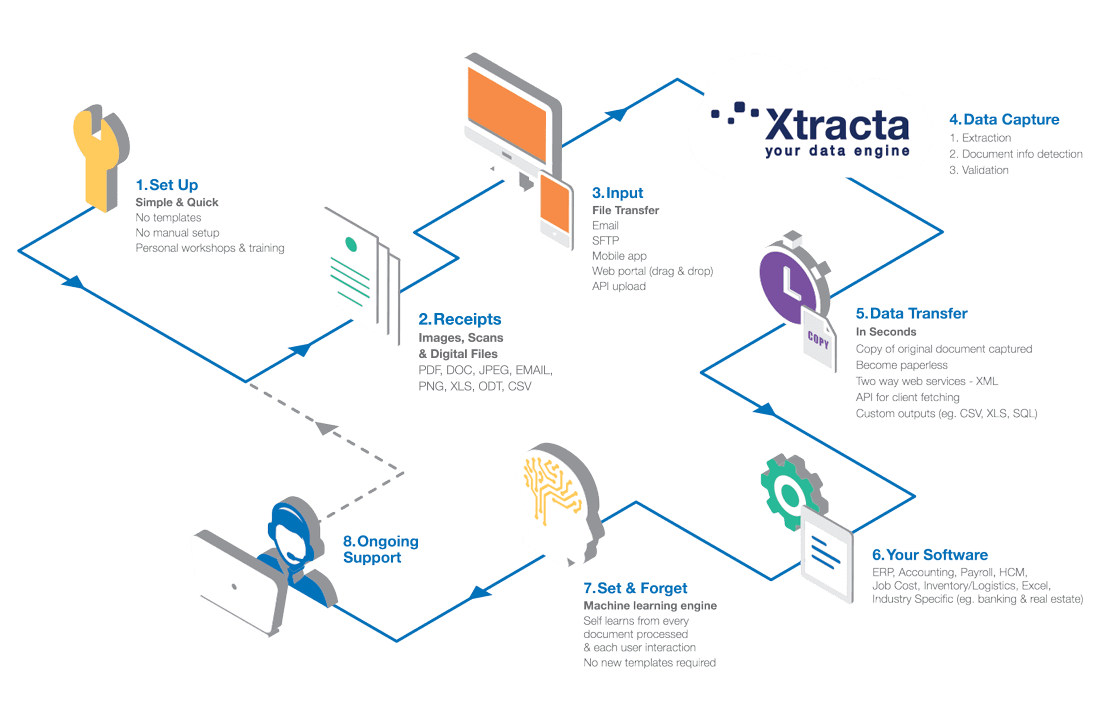 1.Set Up
Simple & Quick
No templates
No manual setup
Personal workshops & training
2.Receipts
Images, Scans
& Digital Files
PDF, DOC, JPEG, EMAIL,
PNG, XLS, ODT, CSV
3.Input
File Transfer
Email
SFTP
Mobile app
Web portal (drag & drop)
API upload
Xtracta
your data engine
4.Data Capture
1. Extraction
2. Document info detection
3. Validation
COPY
5.Data Transfer
In Seconds
Copy of original document captured
Become paperless
Two way web services - XML
API for client fetching
Custom outputs (eg. CSV, XLS, SQL)
6.Your Software
ERP, Accounting, Payroll, HCM,
Job Cost, Inventory/Logistics, Excel,
Industry Specific (eg. banking & real estate)
7.Set & Forget
Machine learning engine
Self learns from every
document processed
& each user interaction
No new templates required
8.Ongoing
Support